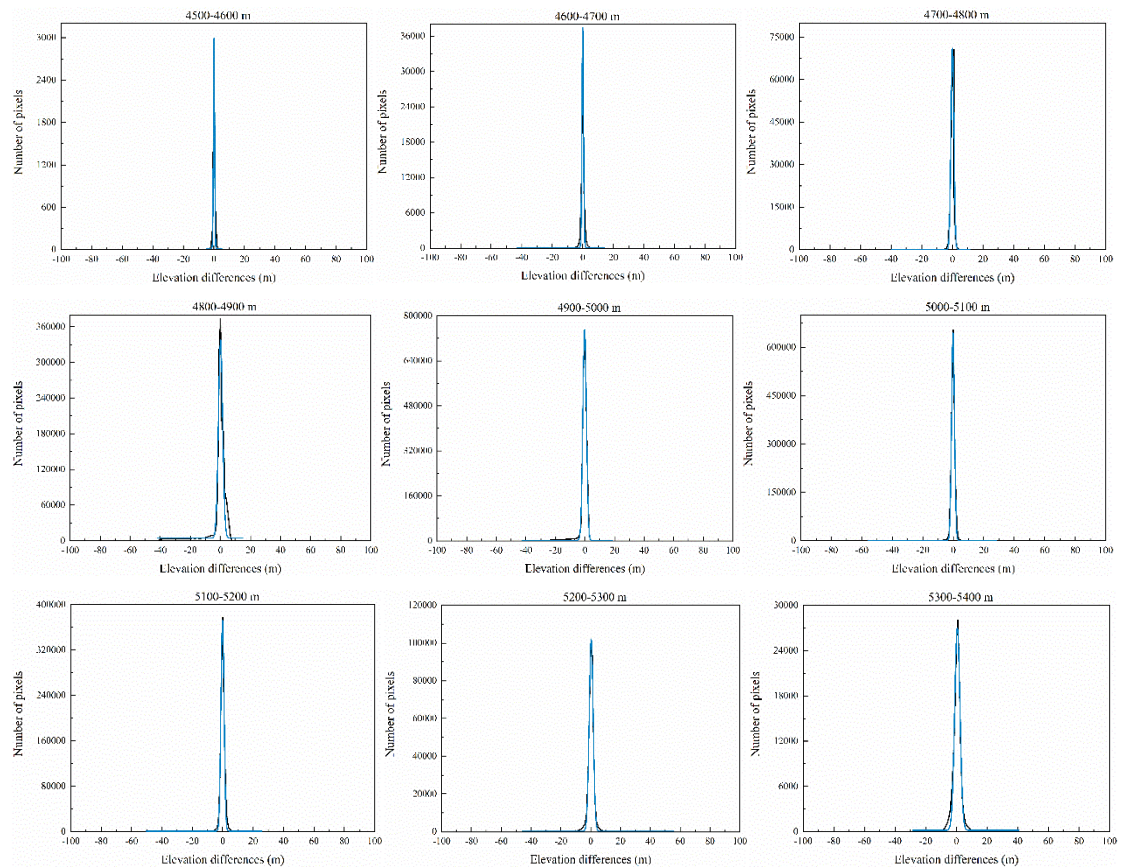 4500-4600 m
Number of pixels
3000
2400
1800
1200
600
0
-100 -80 -60 -40 -20 0 20 40 60 80 100
Elevation differences (m)
4600-4700 m
Number of pixels
36000
30000
24000
18000
12000
6000
0
-100 -80 -60 -40 -20 0 20 40 60 80 100
Elevation differences (m)
4700-4800 m
Number of pixels
75000
60000
45000
30000
15000
0
-100 -80 -60 -40 -20 0 20 40 60 80 100
Elevation differences (m)
4800-4900 m
Number of pixels
360000
300000
240000
180000
120000
60000
0
-100 -80 -60 -40 -20 0 20 40 60 80 100
Elevation differences (m)
4900-5000 m
Number of pixels
800000
640000
480000
320000
160000
0
-100 -80 -60 -40 -20 0 20 40 60 80 100
Elevation differences (m)
5000-5100 m
Number of pixels
600000
450000
300000
150000
0
-100 -80 -60 -40 -20 0 20 40 60 80 100
Elevation differences (m)
5100-5200 m
Number of pixels
400000
320000
240000
160000
80000
0
-100 -80 -60 -40 -20 0 20 40 60 80 100
Elevation differences (m)
5200-5300 m
Number of pixels
120000
100000
80000
60000
40000
20000
0
-100 -80 -60 -40 -20 0 20 40 60 80 100
Elevation differences (m)
5300-5400 m
Number of pixels
30000
24000
18000
12000
6000
0
-100 -80 -60 -40 -20 0 20 40 60 80 100
Elevation differences (m)